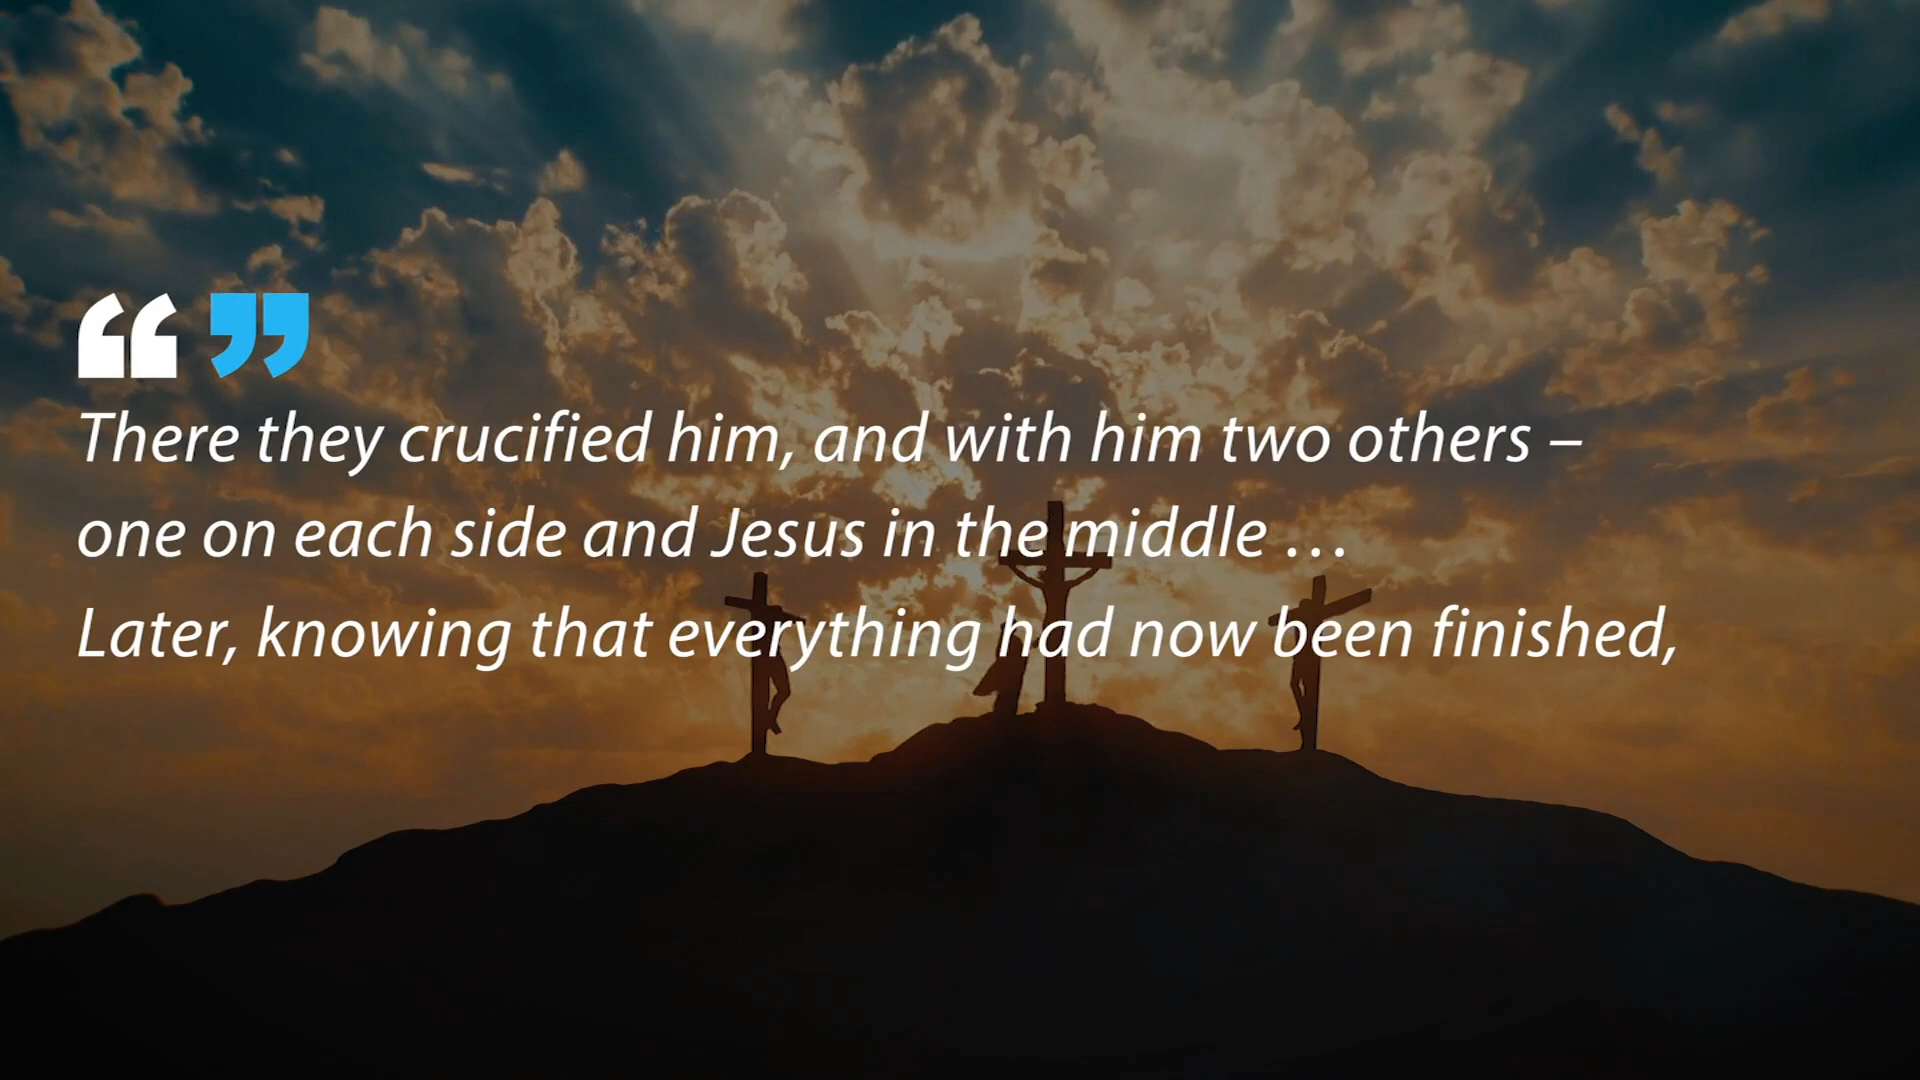 “ ”
There they crucified him, and with him two others –
one on each side and Jesus in the middle …
Later, knowing that everything had now been finished,